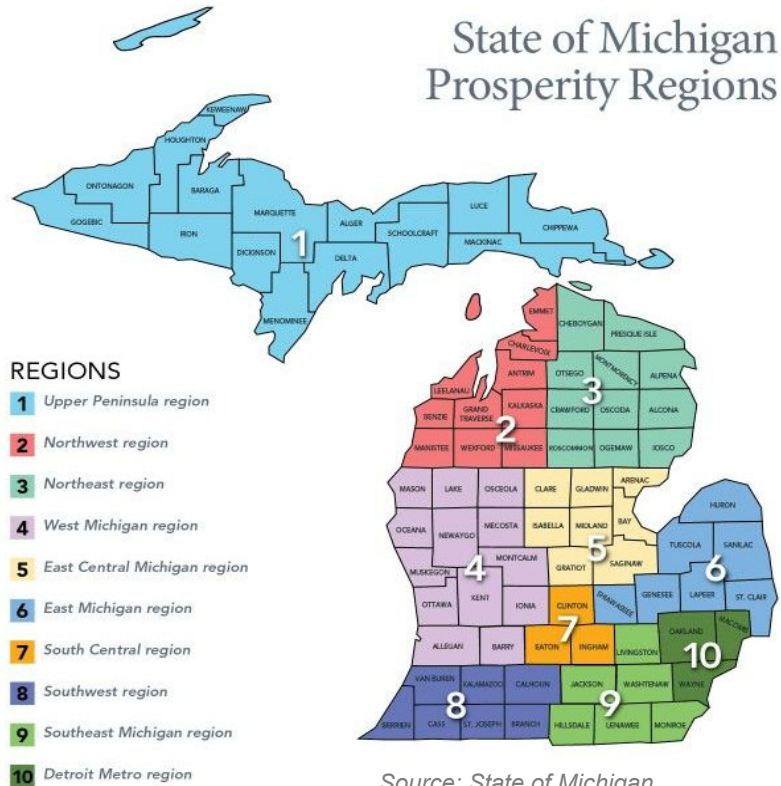 State of Michigan
Prosperity Regions
KEWEENAW
HOUGHTON
ONTONAGON
BARAGA
GOGEBIC
MARQUETTE
LUCE
ALGER
SCHOOLCRAFT
CHIPPEWA
IRON
MACKINAC
1
DICKINSON
DELTA
MENOMINEE
EMMET
CHEBOYGAN
PRESQUE ISLE
CHARLEVOIX
REGIONS
1 Upper Peninsula region
2 Northwest region
3 Northeast region
4 West Michigan region
5 East Central Michigan region
6 East Michigan region
7 South Central region
8 Southwest region
9 Southeast Michigan region
10 Detroit Metro region
ANTRIM
OTSEGO
MONTMORENCY
ALPENA
LEELANAU
3
KALKASKA
GRAND
TRAVERSE
BENZIE
CRAWFORD
OSCODA
ALCONA
2
MANISTEE
WEXFORD
MISSAUKEE
ROSCOMMON
OGEMAW
IOSCO
MASON
LAKE
OSCEOLA
CLARE
GLADWIN
ARENAC
HURON
OCEANA
NEWAYGO
MECOSTA
ISABELLA
MIDLAND
BAY
5
TUSCOLA
SANILAC
MONTCALM
GRATIOT
SAGINAW
6
MUSKEGON
4
KENT
OTTAWA
IONIA
CLINTON
SHIAWASSEE
GENESEE
LAPEER
ST. CLAIR
7
OAKLAND
MACOMB
ALLEGAN
BARRY
EATON
INGHAM
LIVINGSTON
10
VAN BUREN
KALAMAZOO
CALHOUN
JACKSON
WASHTENAW
WAYNE
8
9
BERRIEN
CASS
ST. JOSEPH
BRANCH
HILLSDALE
LENAWEE
MONROE
Source: State of Michigan